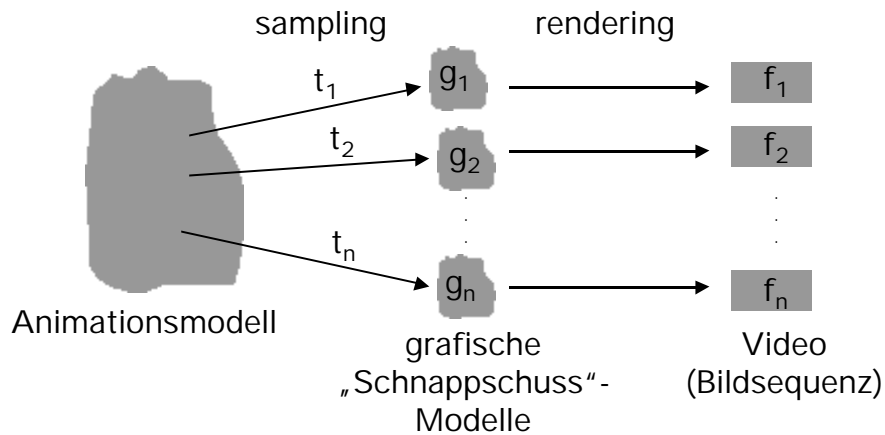 sampling rendering
t₁ g₁ f₁
t₂ g₂ f₂
tₙ gₙ fₙ
Animationsmodell
grafische
„Schnappschuss“-
Modelle
Video
(Bildsequenz)